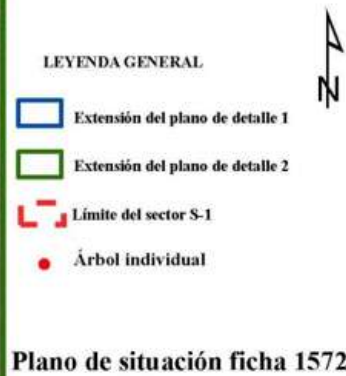 LEYENDA GENERAL
N
Extensión del plano de detalle 1
Extensión del plano de detalle 2
Límite del sector S-1
Árbol individual
Plano de situación ficha 1572